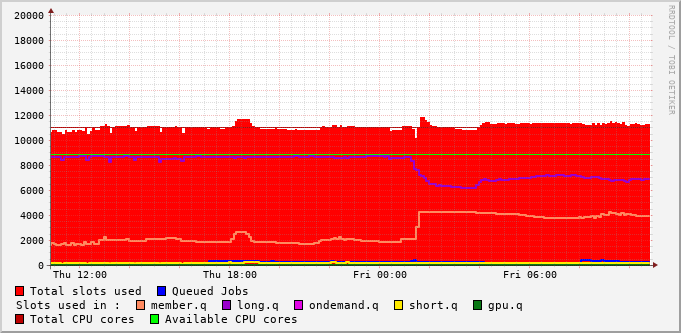 RRDTOOL / TOBI OETIKER
20000
18000
16000
14000
12000
10000
8000
6000
4000
2000
0
Thu 12:00 Thu 18:00 Fri 00:00 Fri 06:00
Total slots used Queued Jobs
Slots used in : member.q long.q ondemand.q short.q gpu.q
Total CPU cores Available CPU cores